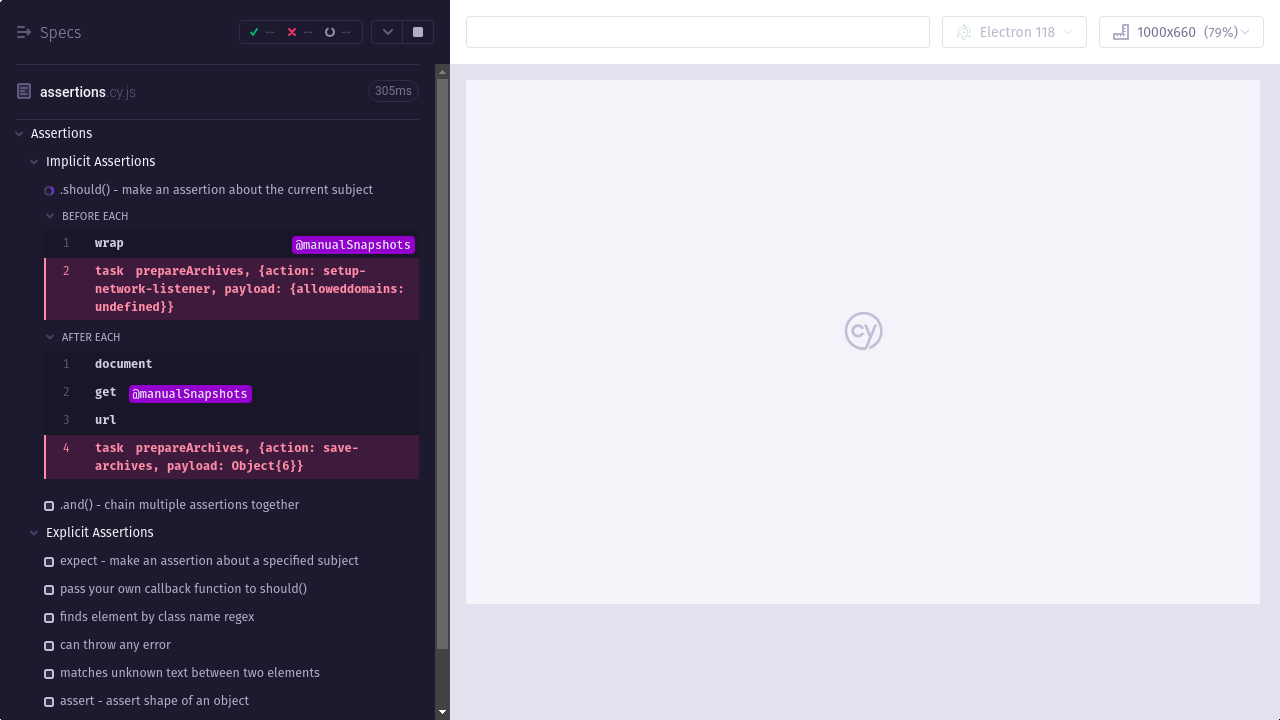 Specs
--
--
--
Electron 118
1000x660 (79%)
assertions.cy.js
305ms
Assertions
Implicit Assertions
.should() - make an assertion about the current subject
BEFORE EACH
1 wrap @manualSnapshots
2 task prepareArchives, {action: setup-
network-listener, payload: {alloweddomains:
undefined}}
AFTER EACH
1 document
2 get @manualSnapshots
3 url
4 task prepareArchives, {action: save-
archives, payload: Object{6}}
.and() - chain multiple assertions together
Explicit Assertions
expect - make an assertion about a specified subject
pass your own callback function to should()
finds element by class name regex
can throw any error
matches unknown text between two elements
assert - assert shape of an object
cy